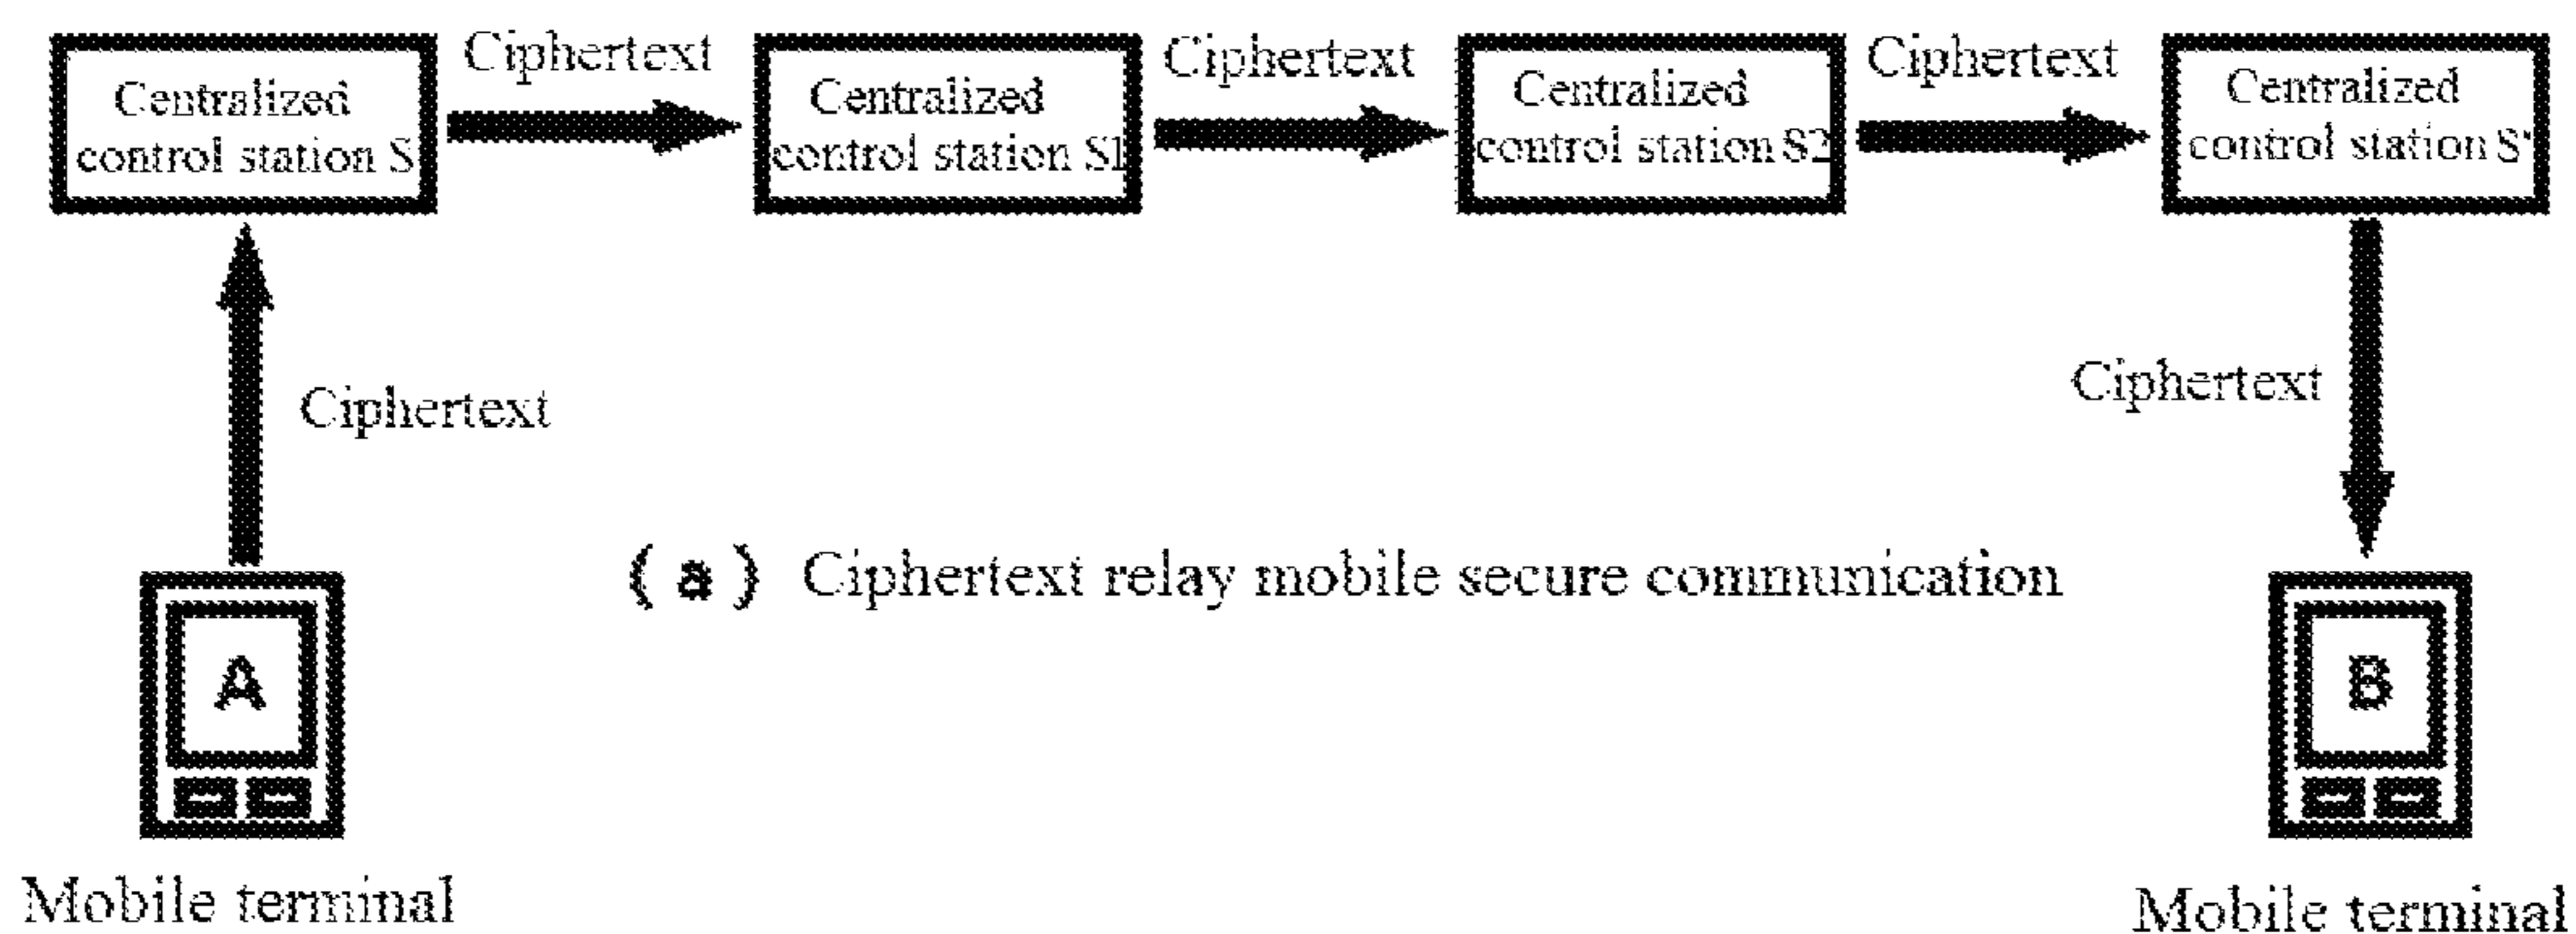 Ciphertext
Ciphertext
Ciphertext
Centralized
control station S
Centralized
control station S1
Centralized
control station S2
Centralized
control station S'
Ciphertext
Ciphertext
( a ) Ciphertext relay mobile secure communication
A
B
Mobile terminal
Mobile terminal